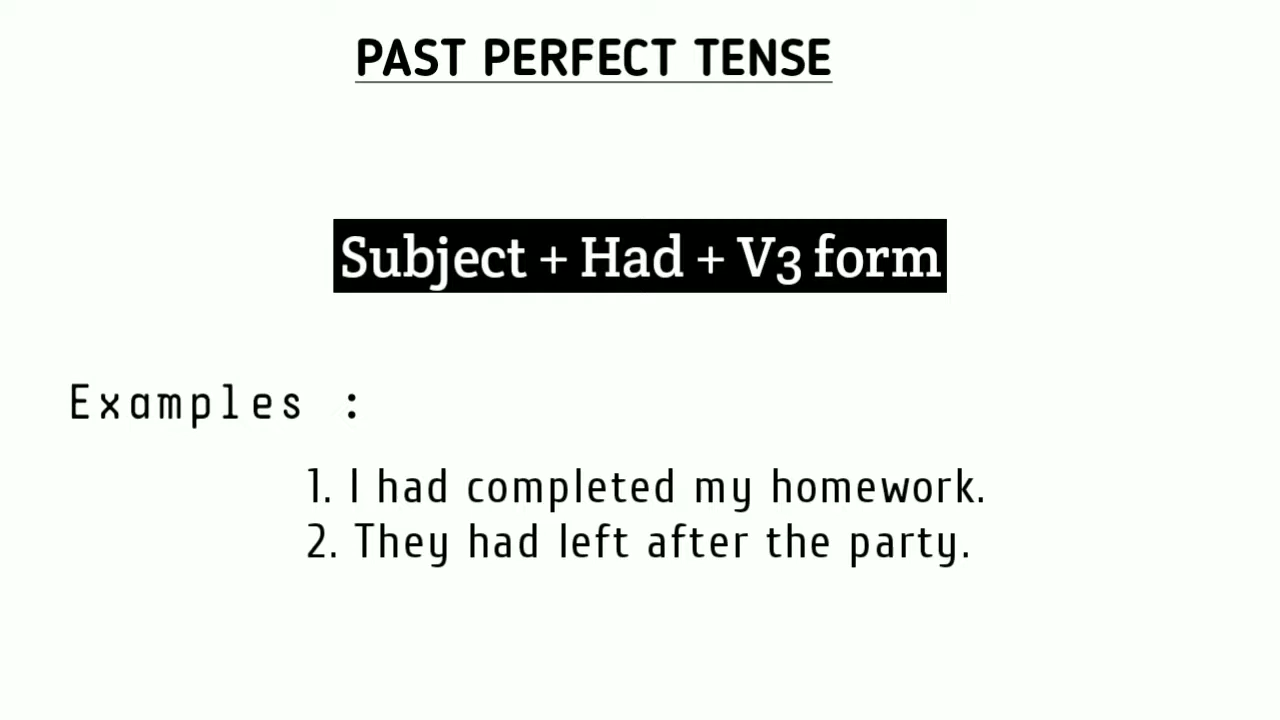 PAST PERFECT TENSE
Subject + Had + V3 form
Examples :
1. I had completed my homework.
2. They had left after the party.